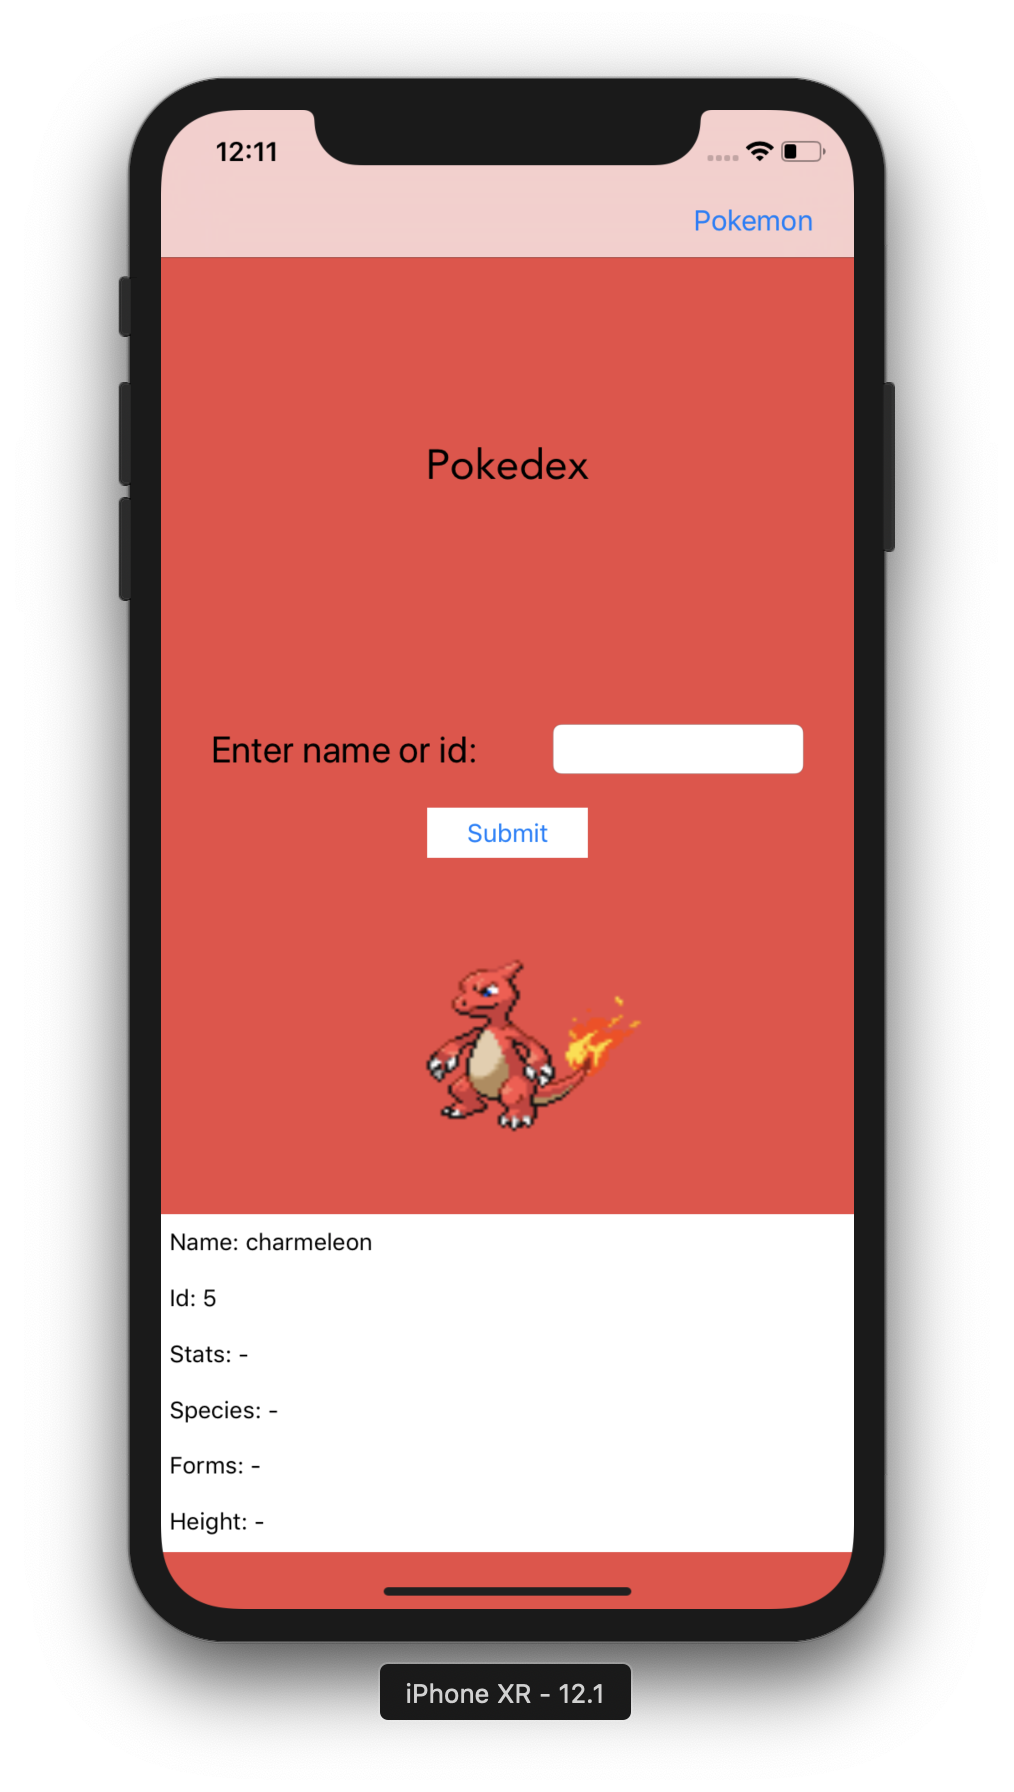 12:11
Pokemon
Pokedex
Enter name or id:
Submit
Name: charmeleon
Id: 5
Stats: -
Species: -
Forms: -
Height: -
iPhone XR - 12.1